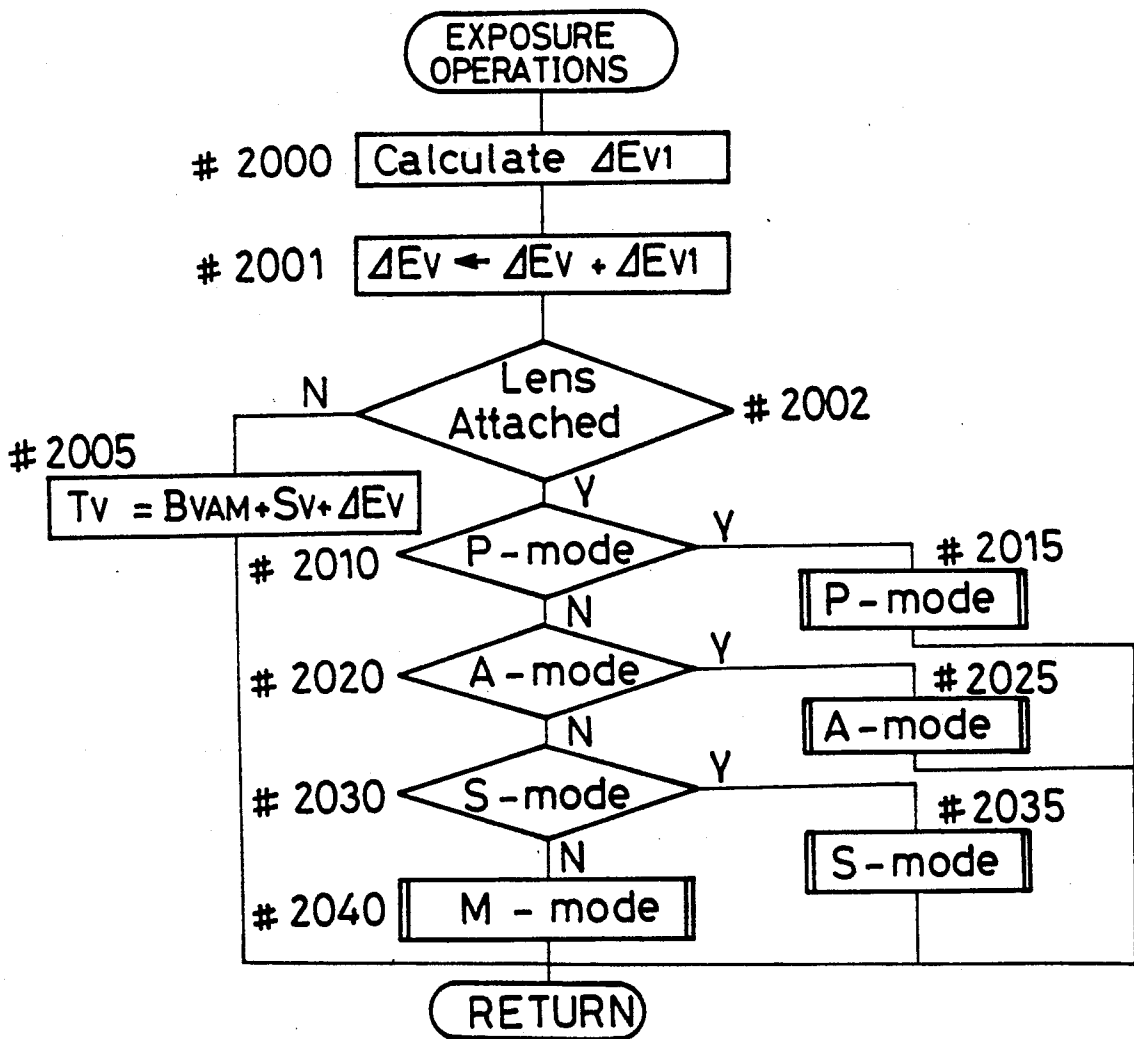 EXPOSURE
OPERATIONS
# 2000
Calculate ΔEV1
# 2001
ΔEV ← ΔEV + ΔEV1
N
Lens
Attached
# 2002
# 2005
TV = BVAM+SV+ΔEV
Y
# 2010
P-mode
Y
# 2015
P-mode
N
# 2020
A-mode
Y
# 2025
A-mode
N
# 2030
S-mode
Y
# 2035
S-mode
N
# 2040
M-mode
RETURN